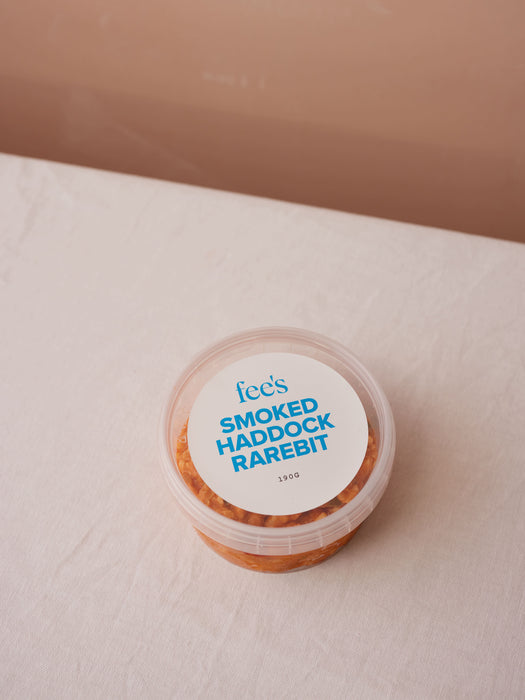 fee's
SMOKED
HADDOCK
RAREBIT
190G